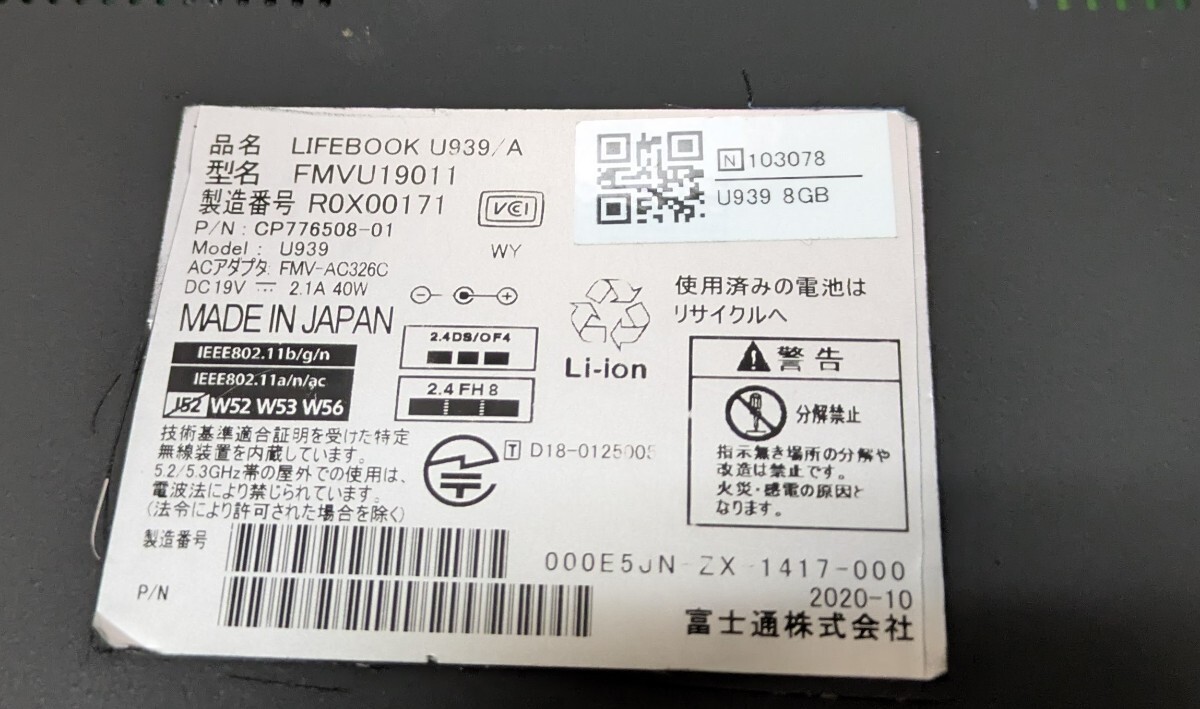 品名 LIFEBOOK U939/A
型名 FMVU19011
製造番号 R0X00171
P/N: CP776508-01
Model: U939
ACアダプタ: FMV-AC326C
DC19V ⎓ 2.1A 40W
MADE IN JAPAN
IEEE802.11b/g/n
IEEE802.11a/n/ac
J52 W52 W53 W56
VCCI
WY
2.4DS/OF4
2.4FH8
技術基準適合証明を受けた特定
無線装置を内蔵しています。
5.2/5.3GHz帯の屋外での使用は、
電波法により禁じられています。
(法令により許可された場合を除く)
T D18-0125005
N 103078
U939 8GB
Li-ion
使用済みの電池は
リサイクルへ
警告
分解禁止
指示無き場所の分解や
改造は禁止です。
火災・感電の原因と
なります。
製造番号
P/N
000E5JN-ZX-1417-000
2020-10
富士通株式会社